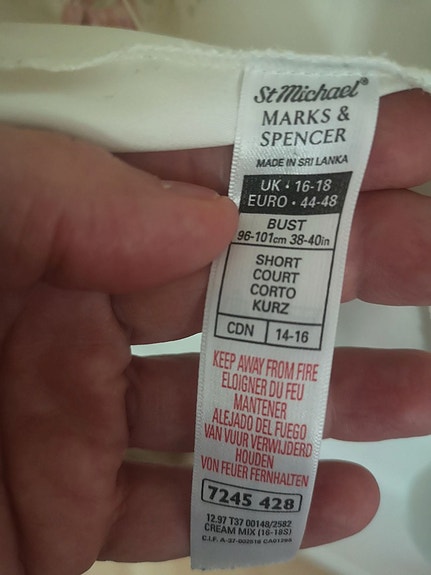 St Michael®
MARKS &
SPENCER
MADE IN SRI LANKA
UK • 16-18
EURO • 44-48
BUST
96-101cm 38-40in
SHORT
COURT
CORTO
KURZ
CDN 14-16
KEEP AWAY FROM FIRE
ELOIGNER DU FEU
MANTENER
ALEJADO DEL FUEGO
VAN VUUR VERWIJDERD
HOUDEN
VON FEUER FERNHALTEN
7245 428
12.97 T37 00148/2582
CREAM MIX (16-18S)
C.I.F.